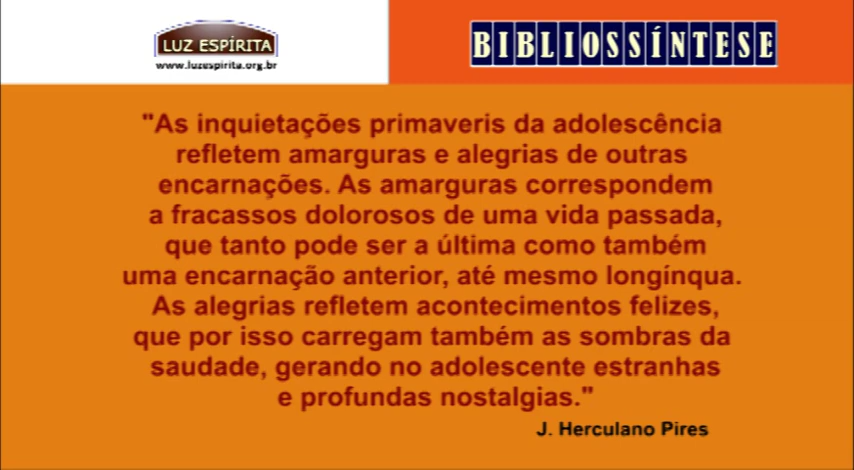 LUZ ESPÍRITA
www.luzespirita.org.br
BIBLIOSSÍNTESE
"As inquietações primaveris da adolescência
refletem amarguras e alegrias de outras
encarnações. As amarguras correspondem
a fracassos dolorosos de uma vida passada,
que tanto pode ser a última como também
uma encarnação anterior, até mesmo longínqua.
As alegrias refletem acontecimentos felizes,
que por isso carregam também as sombras da
saudade, gerando no adolescente estranhas
e profundas nostalgias."
J. Herculano Pires